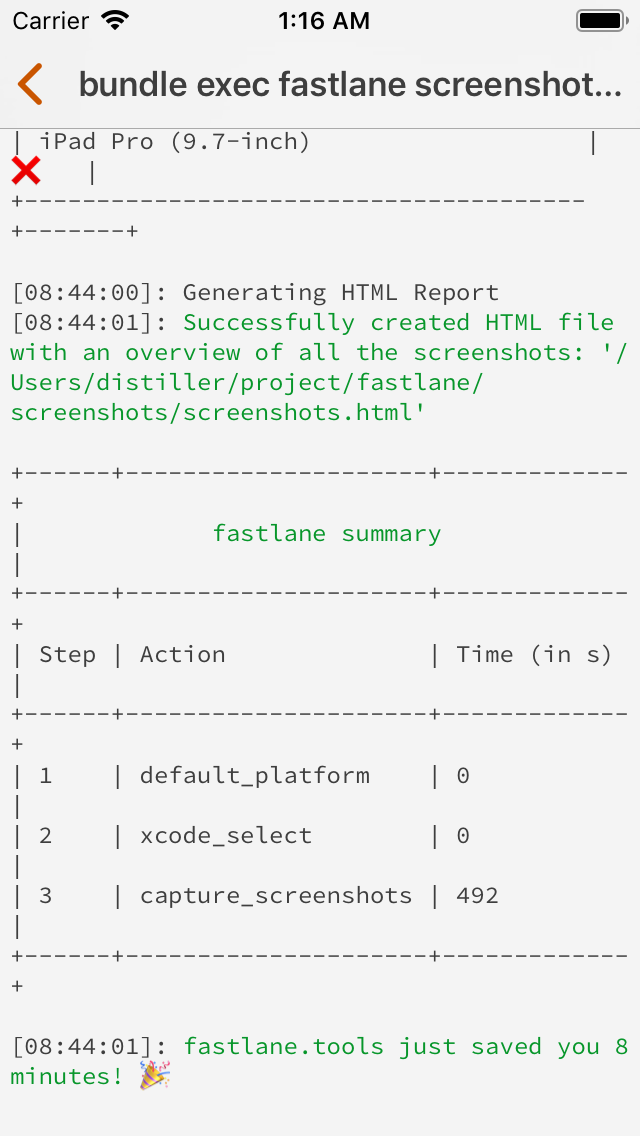 Carrier 1:16 AM
bundle exec fastlane screenshot...
| iPad Pro (9.7-inch)                   |
❌   |
+---------------------------------------
+-------+
[08:44:00]: Generating HTML Report
[08:44:01]: Successfully created HTML file
with an overview of all the screenshots: '/
Users/distiller/project/fastlane/
screenshots/screenshots.html'
+------+---------------------+-------------
+
|             fastlane summary
|
+------+---------------------+-------------
+
| Step | Action              | Time (in s)
|
+------+---------------------+-------------
+
| 1    | default_platform    | 0
|
| 2    | xcode_select        | 0
|
| 3    | capture_screenshots | 492
|
+------+---------------------+-------------
+
[08:44:01]: fastlane.tools just saved you 8
minutes! 🎉